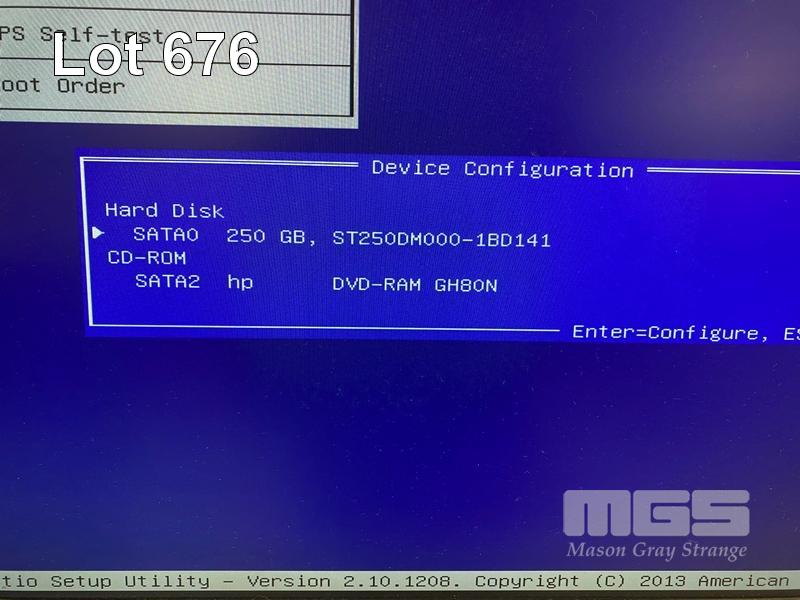 PS Self-test
Lot 676
oot Order
Device Configuration
Hard Disk
SATA0 250 GB, ST250DM000-1BD141
CD-ROM
SATA2 hp DVD-RAM GH80N
Enter=Configure, ES
MGS
Mason Gray Strange
tio Setup Utility - Version 2.10.1208. Copyright (C) 2013 American